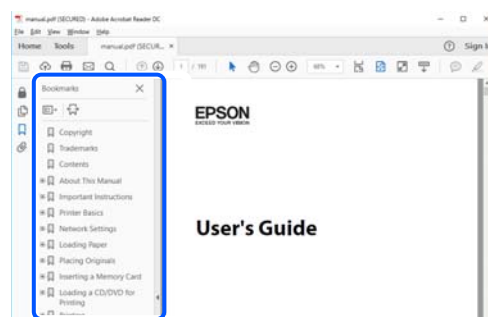 manual.pdf (SECURED) - Adobe Acrobat Reader DC
File Edit View Window Help
Home Tools manual.pdf (SECUR... × Sign I
Bookmarks
Copyright
Trademarks
Contents
About This Manual
Important Instructions
Printer Basics
Network Settings
Loading Paper
Placing Originals
Inserting a Memory Card
Loading a CD/DVD for
Printing
Printing
EPSON
EXCEED YOUR VISION
User's Guide